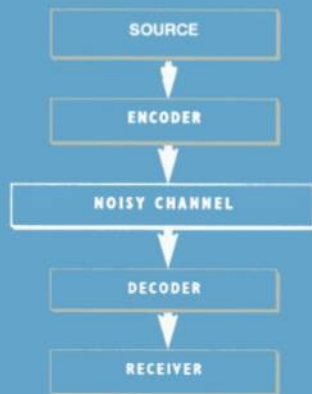 SOURCE
ENCODER
NOISY CHANNEL
DECODER
RECEIVER